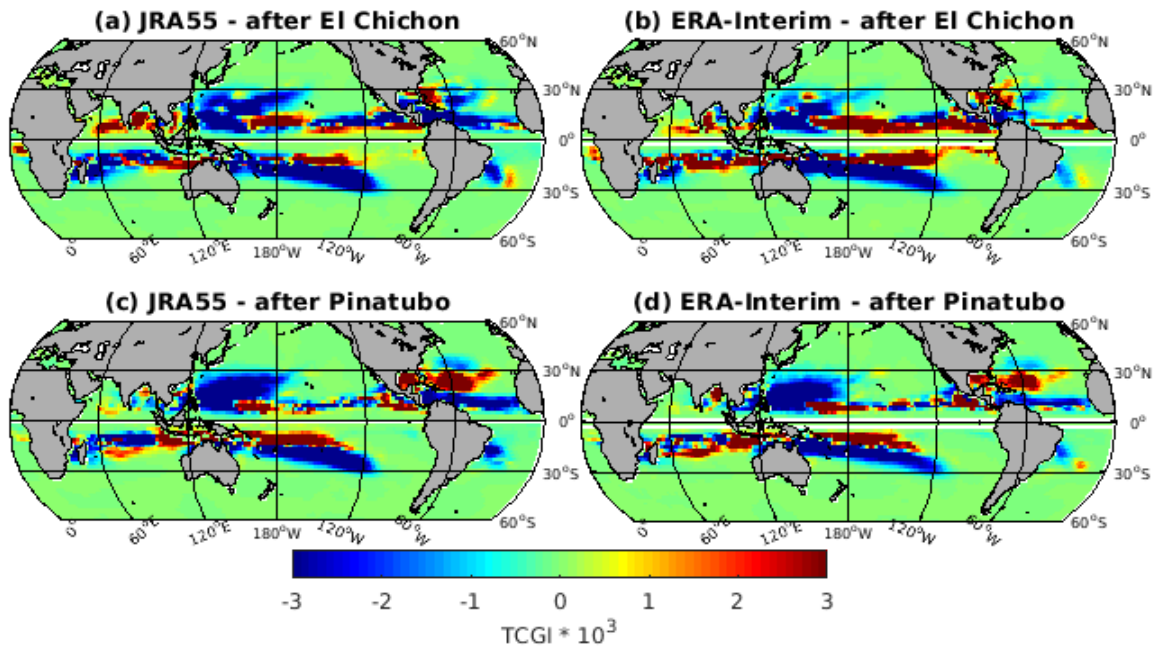 (a) JRA55 - after El Chichon
(b) ERA-Interim - after El Chichon
60°N 60°N
30°N 30°N
0° 0°
30°S 30°S
60°S 60°S
0° 60°E 120°E 180°W 120°W 60°W 0° 60°E 120°E 180°W 120°W 60°W
(c) JRA55 - after Pinatubo
(d) ERA-Interim - after Pinatubo
60°N 60°N
30°N 30°N
0° 0°
30°S 30°S
60°S 60°S
0° 60°E 120°E 180°W 120°W 60°W 0° 60°E 120°E 180°W 120°W 60°W
-3 -2 -1 0 1 2 3
TCGI * 10³